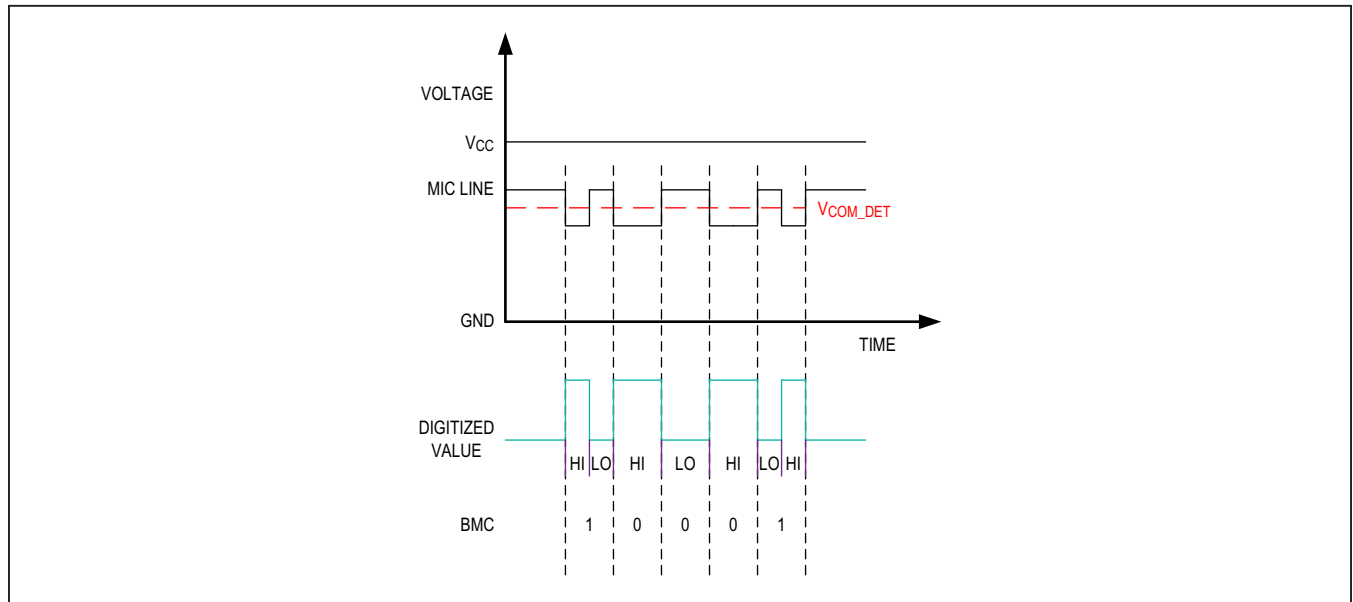 VOLTAGE
VCC
MIC LINE
VCOM_DET
GND
TIME
DIGITIZED
VALUE
HI LO HI LO HI LO HI
BMC 1 0 0 0 1